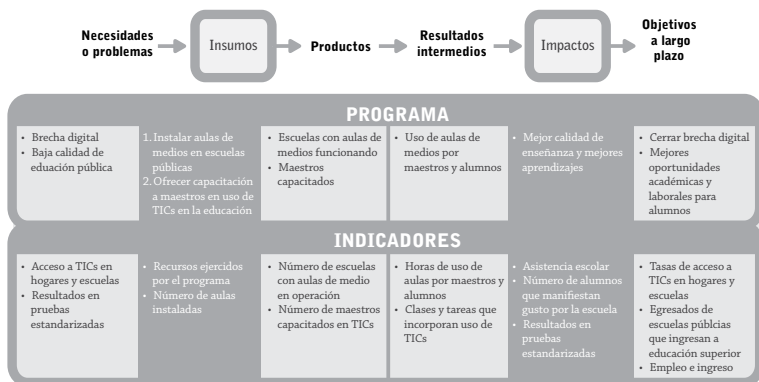 Necesidades
o problemas
Insumos
Productos
Resultados
intermedios
Impactos
Objetivos
a largo
plazo
PROGRAMA
• Brecha digital
• Baja calidad de
eduación pública
1. Instalar aulas de
medios en escuelas
públicas
2. Ofrecer capacitación
a maestros en uso de
TICs en la educación
• Escuelas con aulas de
medios funcionando
• Maestros
capacitados
• Uso de aulas de
medios por
maestros y alumnos
• Mejor calidad de
enseñanza y mejores
aprendizajes
• Cerrar brecha digital
• Mejores
oportunidades
académicas y
laborales para
alumnos
INDICADORES
• Acceso a TICs en
hogares y escuelas
• Resultados en
pruebas
estandarizadas
• Recursos ejercidos
por el programa
• Número de aulas
instaladas
• Número de escuelas
con aulas de medio
en operación
• Número de maestros
capacitados en TICs
• Horas de uso de
aulas por maestros y
alumnos
• Clases y tareas que
incorporan uso de
TICs
• Asistencia escolar
• Número de alumnos
que manifiestan
gusto por la escuela
• Resultados en
pruebas
estandarizadas
• Tasas de acceso a
TICs en hogares y
escuelas
• Egresados de
escuelas púbicias
que ingresan a
educación superior
• Empleo e ingreso